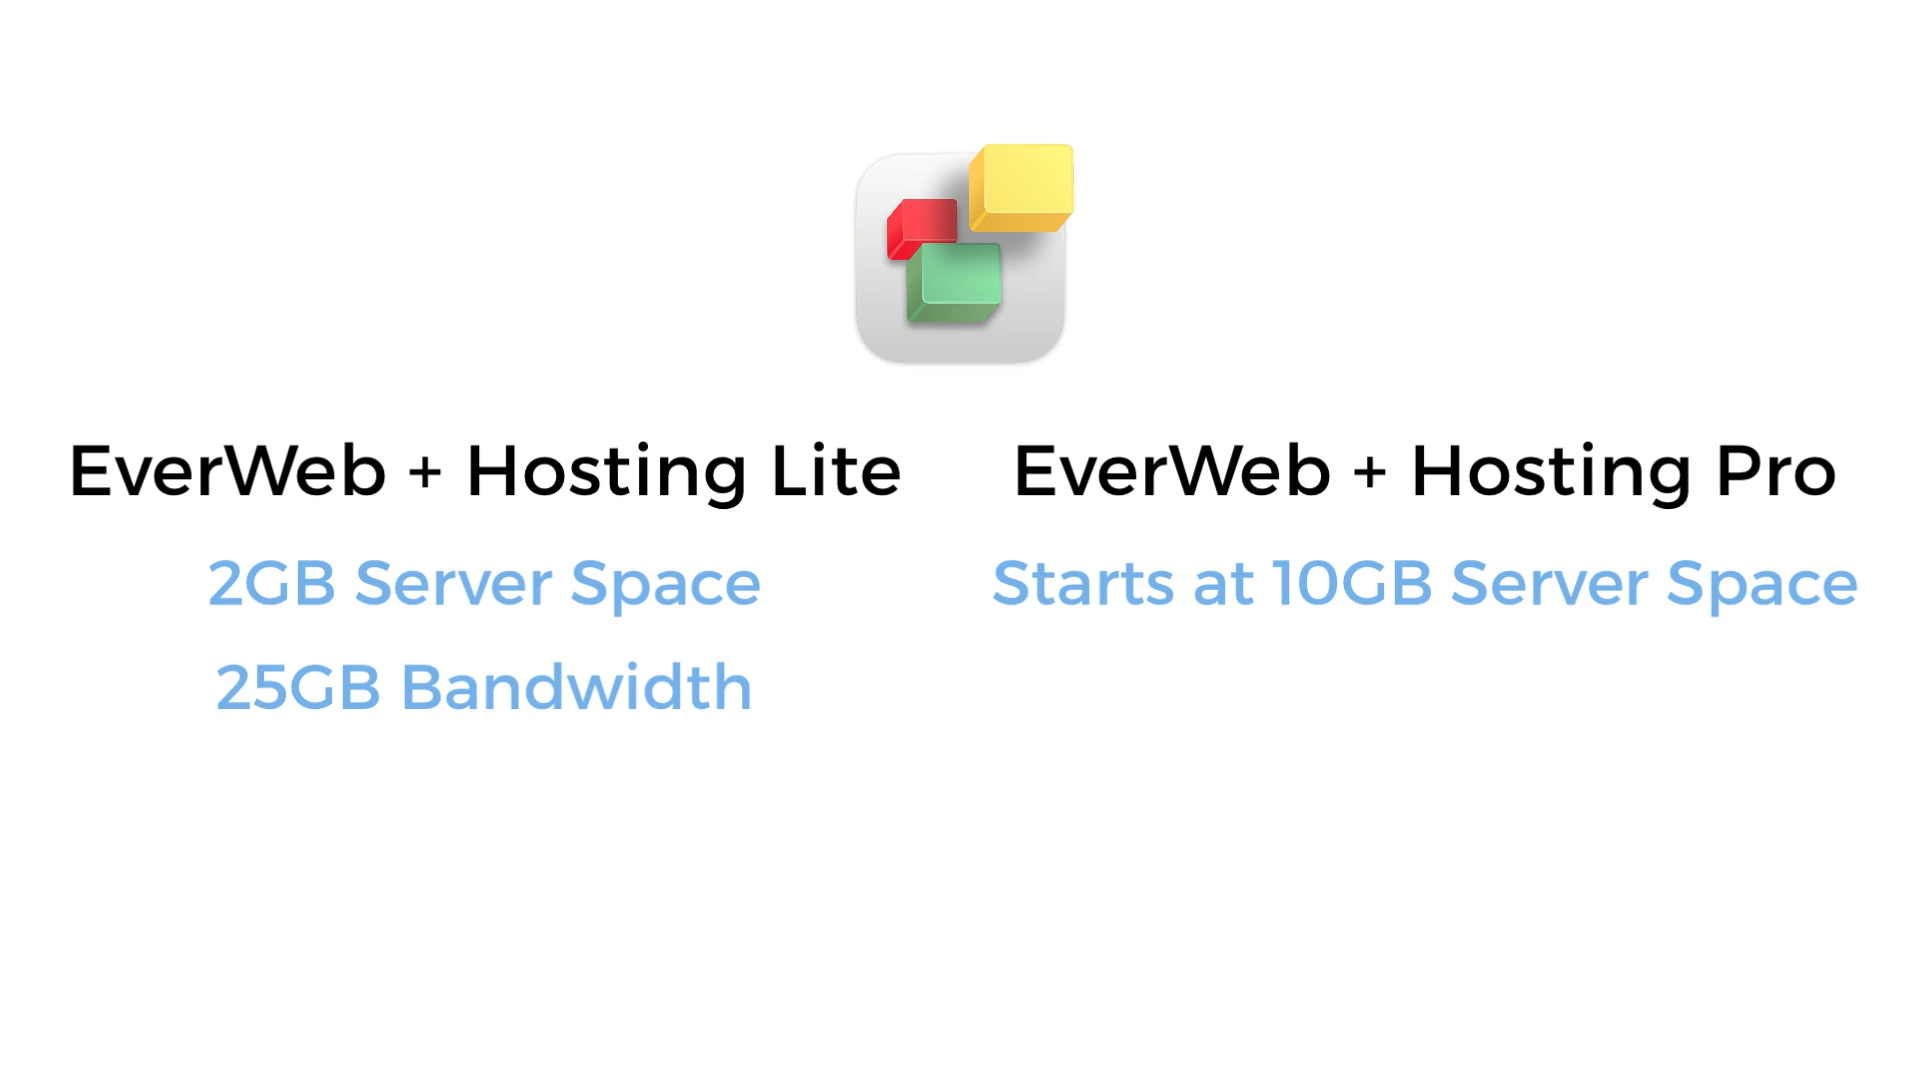 EverWeb + Hosting Lite
2GB Server Space
25GB Bandwidth
EverWeb + Hosting Pro
Starts at 10GB Server Space